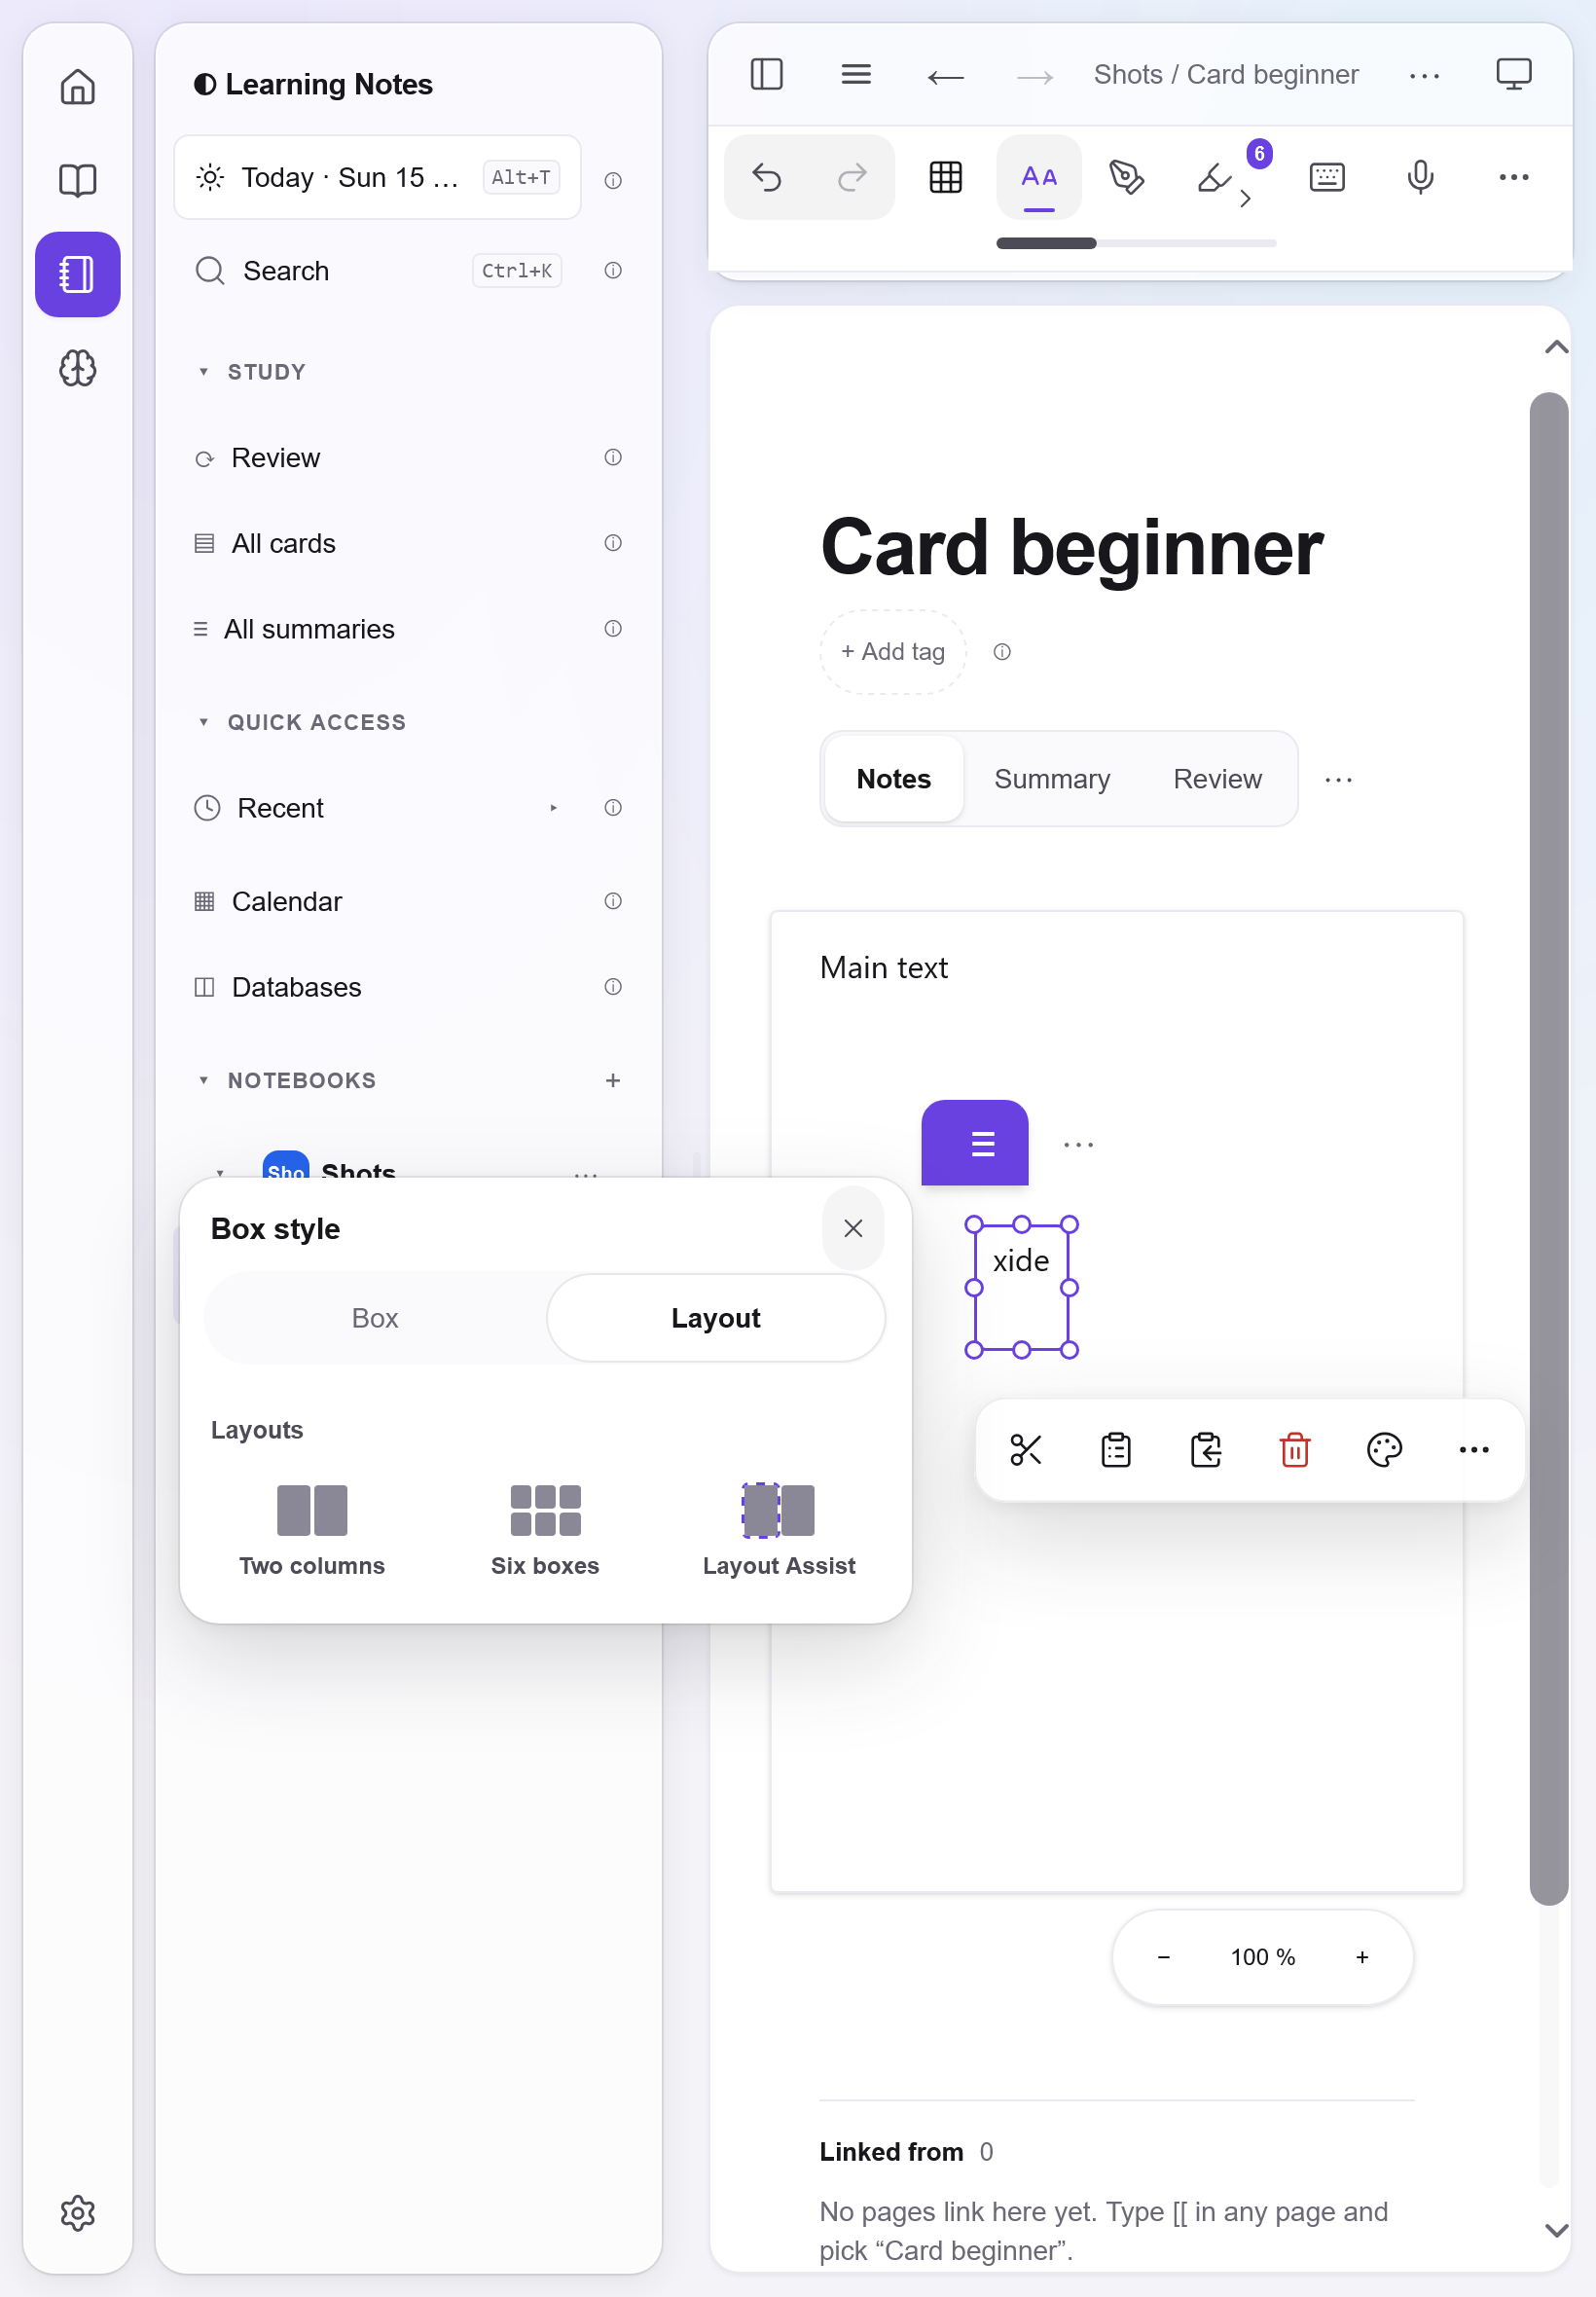 Learning Notes
Today · Sun 15 ... Alt+T
Search Ctrl+K
STUDY
Review
All cards
All summaries
QUICK ACCESS
Recent
Calendar
Databases
NOTEBOOKS +
Sho Shots ...
Box style
Box Layout
Layouts
Two columns Six boxes Layout Assist
Shots / Card beginner ...
AA 6
Card beginner
+ Add tag
Notes Summary Review ...
Main text
xide
− 100 % +
Linked from 0
No pages link here yet. Type [[ in any page and
pick “Card beginner”.